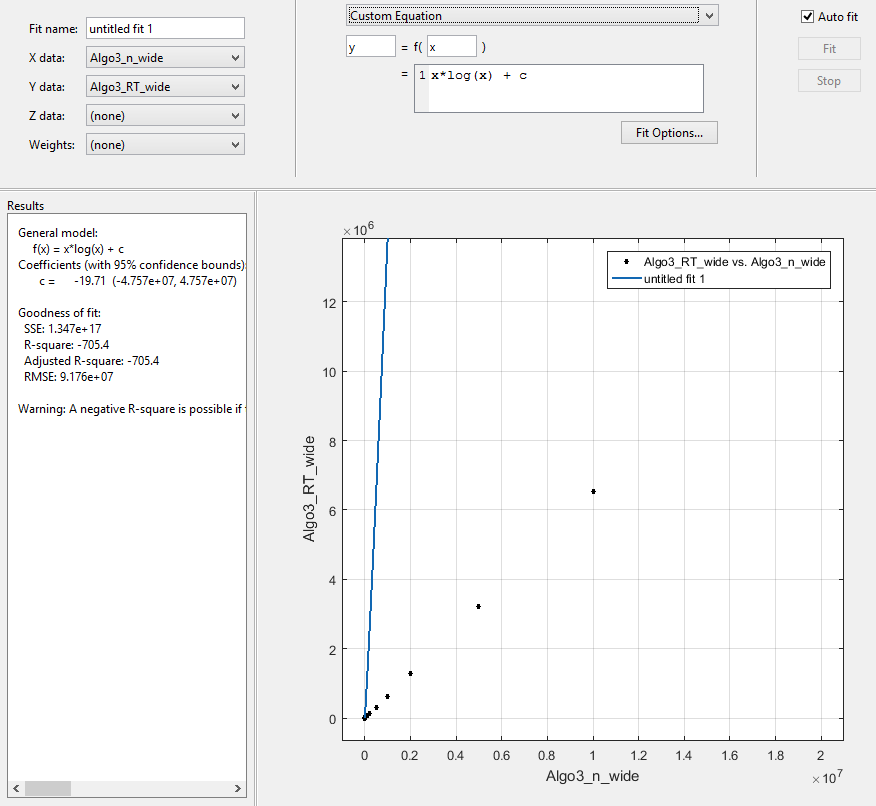 Fit name: untitled fit 1
X data: Algo3_n_wide
Y data: Algo3_RT_wide
Z data: (none)
Weights: (none)
Custom Equation
y = f( x )
= 1 x*log(x) + c
Fit Options...
Auto fit
Fit
Stop
Results
General model:
f(x) = x*log(x) + c
Coefficients (with 95% confidence bounds):
c = -19.71 (-4.757e+07, 4.757e+07)
Goodness of fit:
SSE: 1.347e+17
R-square: -705.4
Adjusted R-square: -705.4
RMSE: 9.176e+07
Warning: A negative R-square is possible if
×10^6
Algo3_RT_wide vs. Algo3_n_wide
untitled fit 1
12
10
8
6
4
2
0
Algo3_RT_wide
0 0.2 0.4 0.6 0.8 1 1.2 1.4 1.6 1.8 2
Algo3_n_wide
×10^7